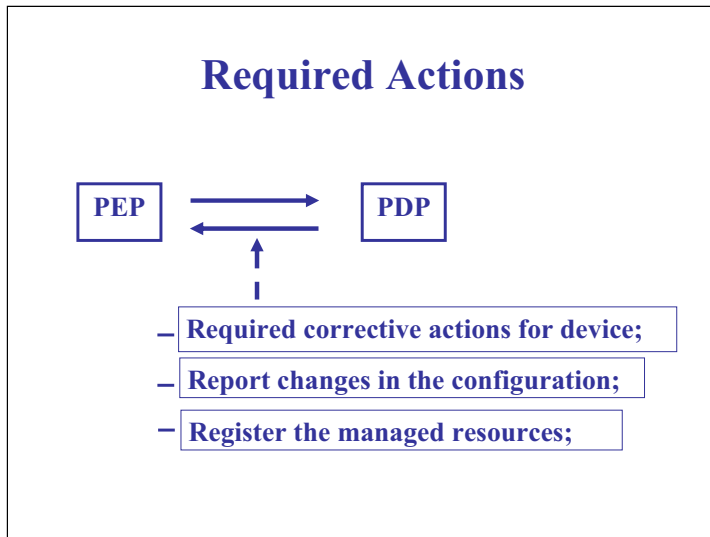 Required Actions
PEP
PDP
– Required corrective actions for device;
– Report changes in the configuration;
– Register the managed resources;